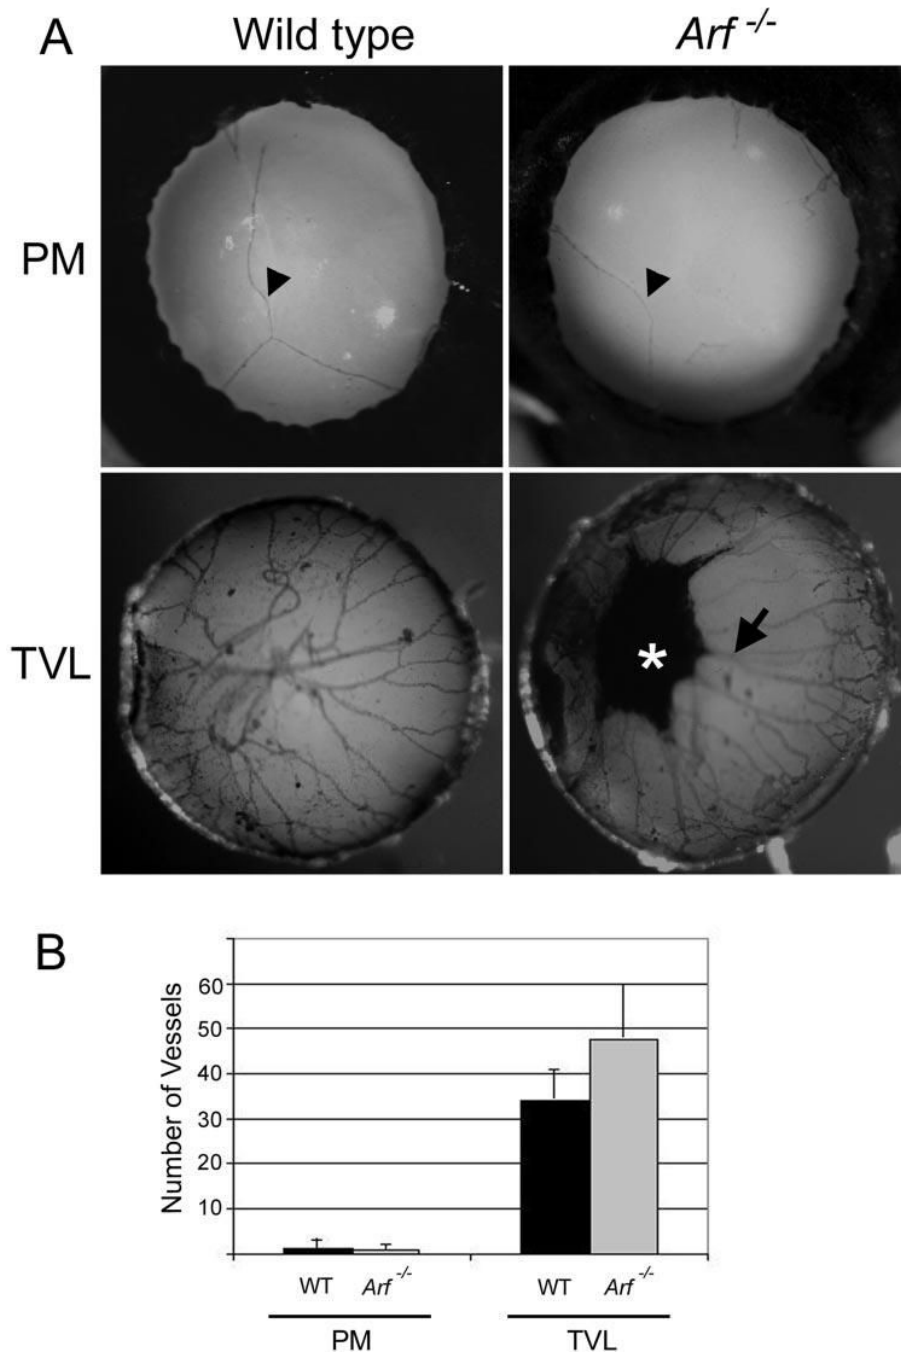 A
Wild type
Arf -/-
PM
TVL
*
B
Number of Vessels
60
50
40
30
20
10
WT
Arf -/-
WT
Arf -/-
PM
TVL